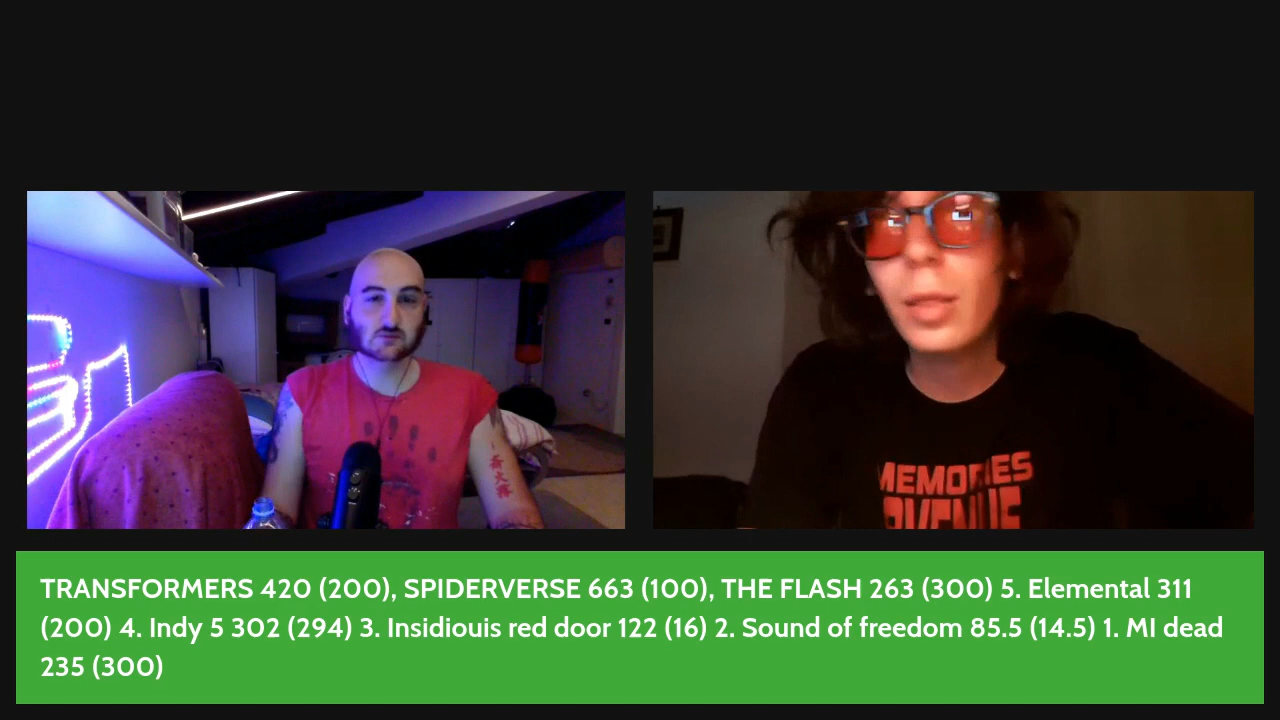 MEMORIES
AVENUE
TRANSFORMERS 420 (200), SPIDERVERSE 663 (100), THE FLASH 263 (300) 5. Elemental 311
(200) 4. Indy 5 302 (294) 3. Insidiouis red door 122 (16) 2. Sound of freedom 85.5 (14.5) 1. MI dead
235 (300)